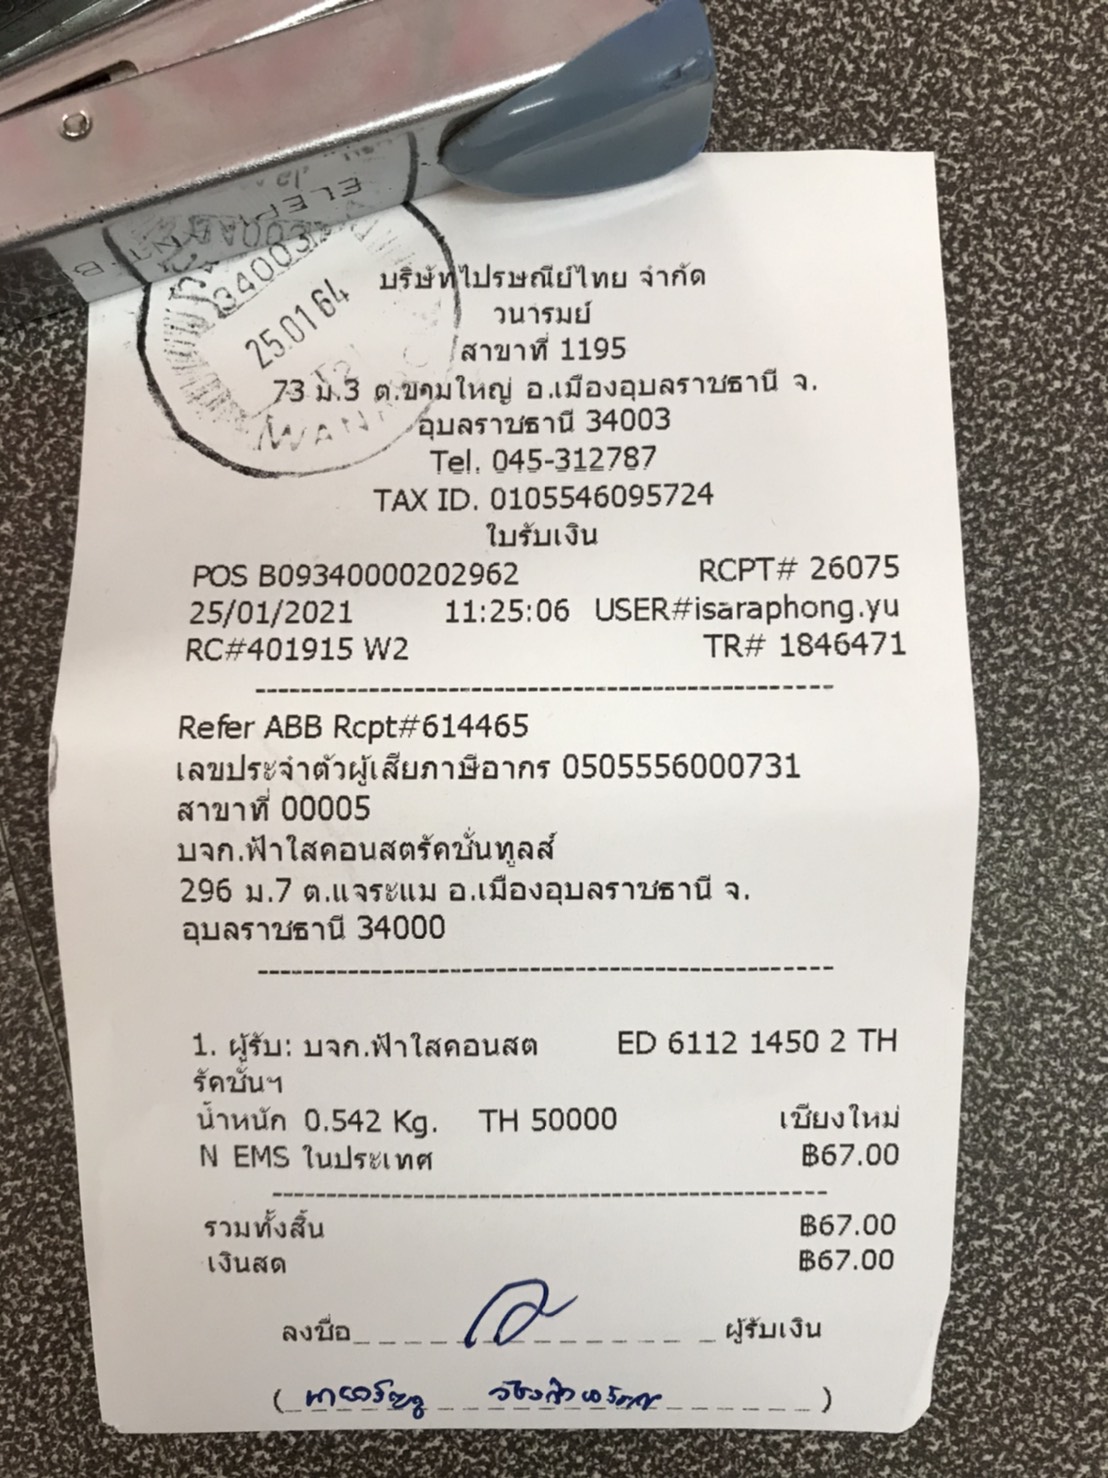 ELEPHANT-B
34003
25.01 64
บริษัทไปรษณีย์ไทย จำกัด
วนารมย์
สาขาที่ 1195
73 ม.3 ต.ขามใหญ่ อ.เมืองอุบลราชธานี จ.
อุบลราชธานี 34003
Tel. 045-312787
TAX ID. 0105546095724
ใบรับเงิน
POS B09340000202962 RCPT# 26075
25/01/2021 11:25:06 USER#isaraphong.yu
RC#401915 W2 TR# 1846471
Refer ABB Rcpt#614465
เลขประจำตัวผู้เสียภาษีอากร 0505556000731
สาขาที่ 00005
บจก.ฟ้าใสคอนสตรัคชั่นทูลส์
296 ม.7 ต.แจระแม อ.เมืองอุบลราชธานี จ.
อุบลราชธานี 34000
1. ผู้รับ: บจก.ฟ้าใสคอนสต ED 6112 1450 2 TH
รัคชั่นฯ
น้ำหนัก 0.542 Kg. TH 50000 เชียงใหม่
N EMS ในประเทศ ฿67.00
รวมทั้งสิ้น ฿67.00
เงินสด ฿67.00
ลงชื่อ ผู้รับเงิน